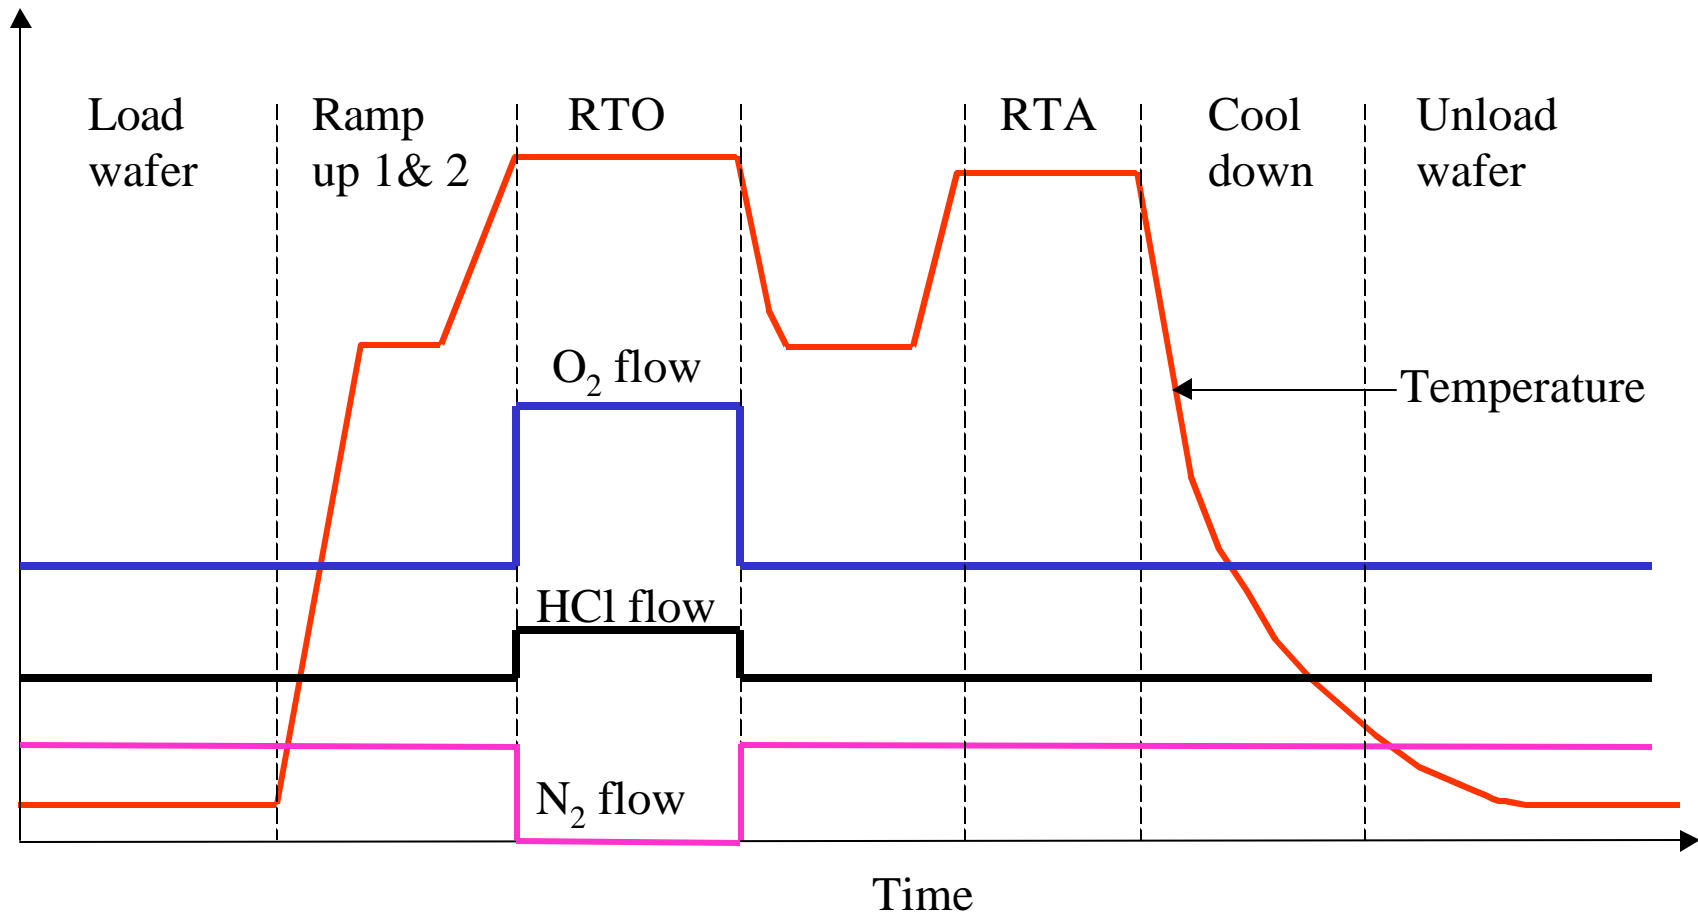 Load
wafer
Ramp
up 1& 2
RTO
RTA
Cool
down
Unload
wafer
O₂ flow
Temperature
HCl flow
N₂ flow
Time